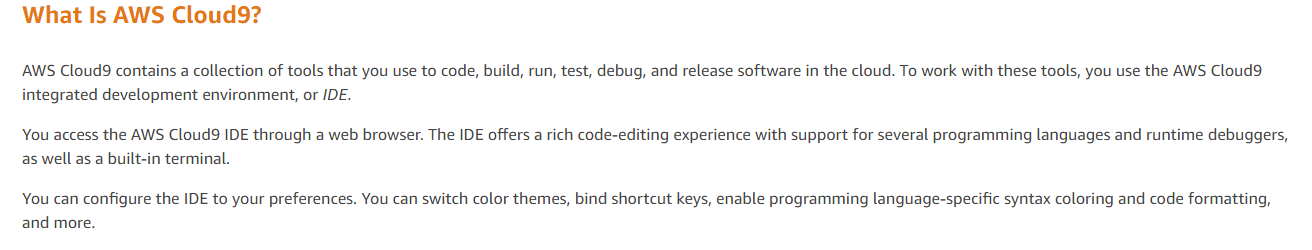 What Is AWS Cloud9?
AWS Cloud9 contains a collection of tools that you use to code, build, run, test, debug, and release software in the cloud. To work with these tools, you use the AWS Cloud9
integrated development environment, or IDE.
You access the AWS Cloud9 IDE through a web browser. The IDE offers a rich code-editing experience with support for several programming languages and runtime debuggers,
as well as a built-in terminal.
You can configure the IDE to your preferences. You can switch color themes, bind shortcut keys, enable programming language-specific syntax coloring and code formatting,
and more.